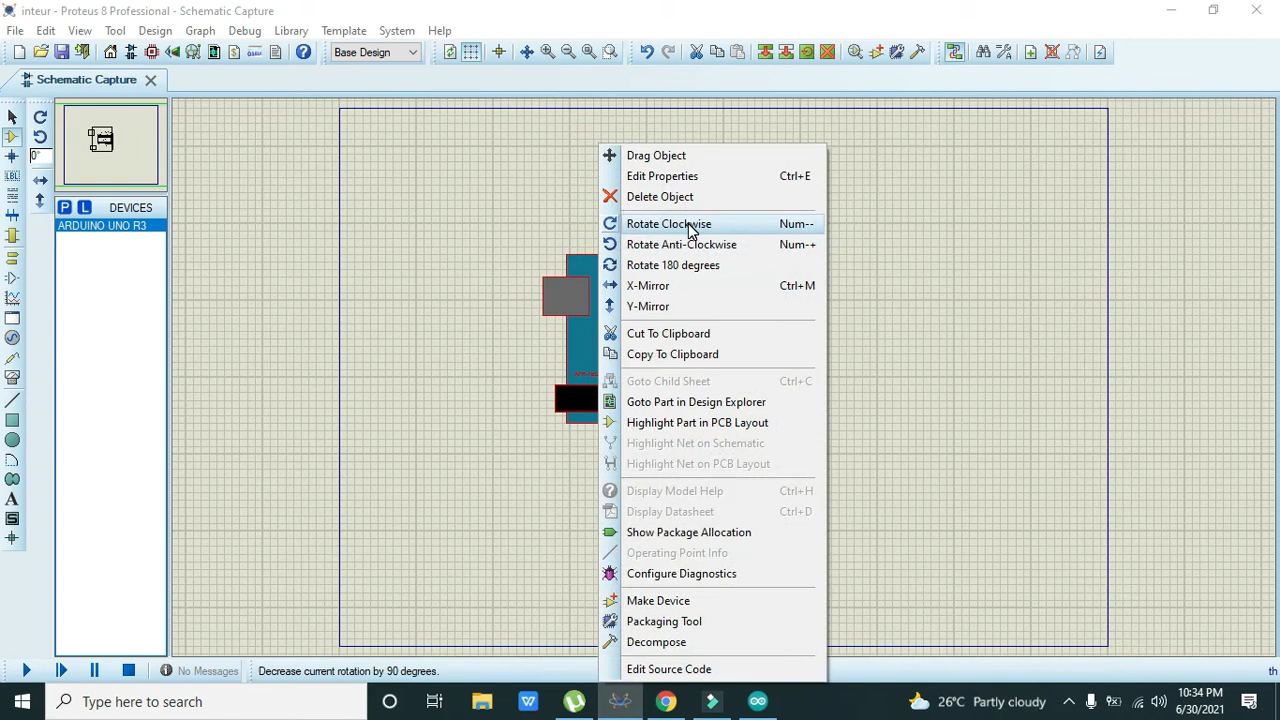 inteur - Proteus 8 Professional - Schematic Capture
File Edit View Tool Design Graph Debug Library Template System Help
Base Design
Schematic Capture
0°
P L DEVICES
ARDUINO UNO R3
LBL
A
S
Drag Object
Edit Properties Ctrl+E
Delete Object
Rotate Clockwise Num--
Rotate Anti-Clockwise Num-+
Rotate 180 degrees
X-Mirror Ctrl+M
Y-Mirror
Cut To Clipboard
Copy To Clipboard
Goto Child Sheet Ctrl+C
Goto Part in Design Explorer
Highlight Part in PCB Layout
Highlight Net on Schematic
Highlight Net on PCB Layout
Display Model Help Ctrl+H
Display Datasheet Ctrl+D
Show Package Allocation
Operating Point Info
Configure Diagnostics
Make Device
Packaging Tool
Decompose
Edit Source Code
No Messages Decrease current rotation by 90 degrees. th
Type here to search
26°C Partly cloudy
10:34 PM
6/30/2021